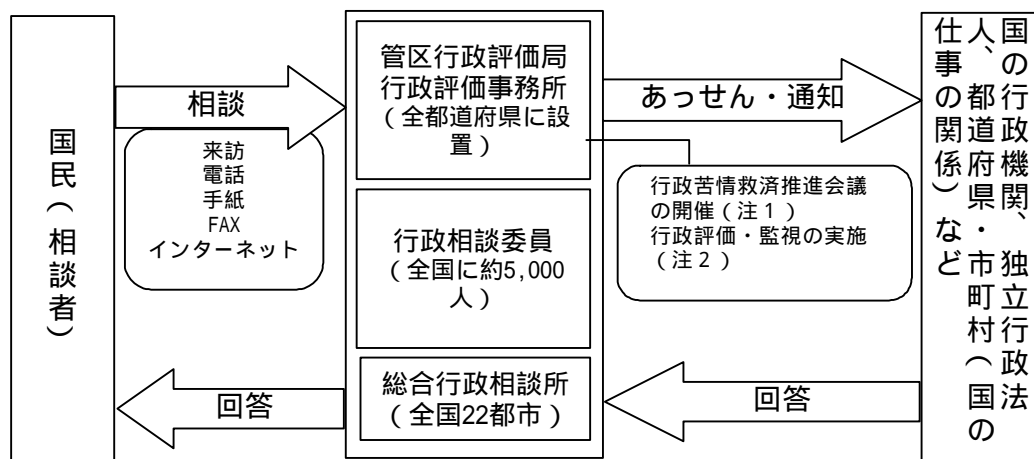 国民（相談者）
相談
来訪
電話
手紙
FAX
インターネット
回答
管区行政評価局
行政評価事務所
（全都道府県に設
置）
行政相談委員
（全国に約5,000
人）
総合行政相談所
（全国22都市）
あっせん・通知
行政苦情救済推進会議
の開催（注１）
行政評価・監視の実施
（注２）
回答
国の行政機関、独立行政法
人、都道府県・市町村（国の
仕事の関係）など